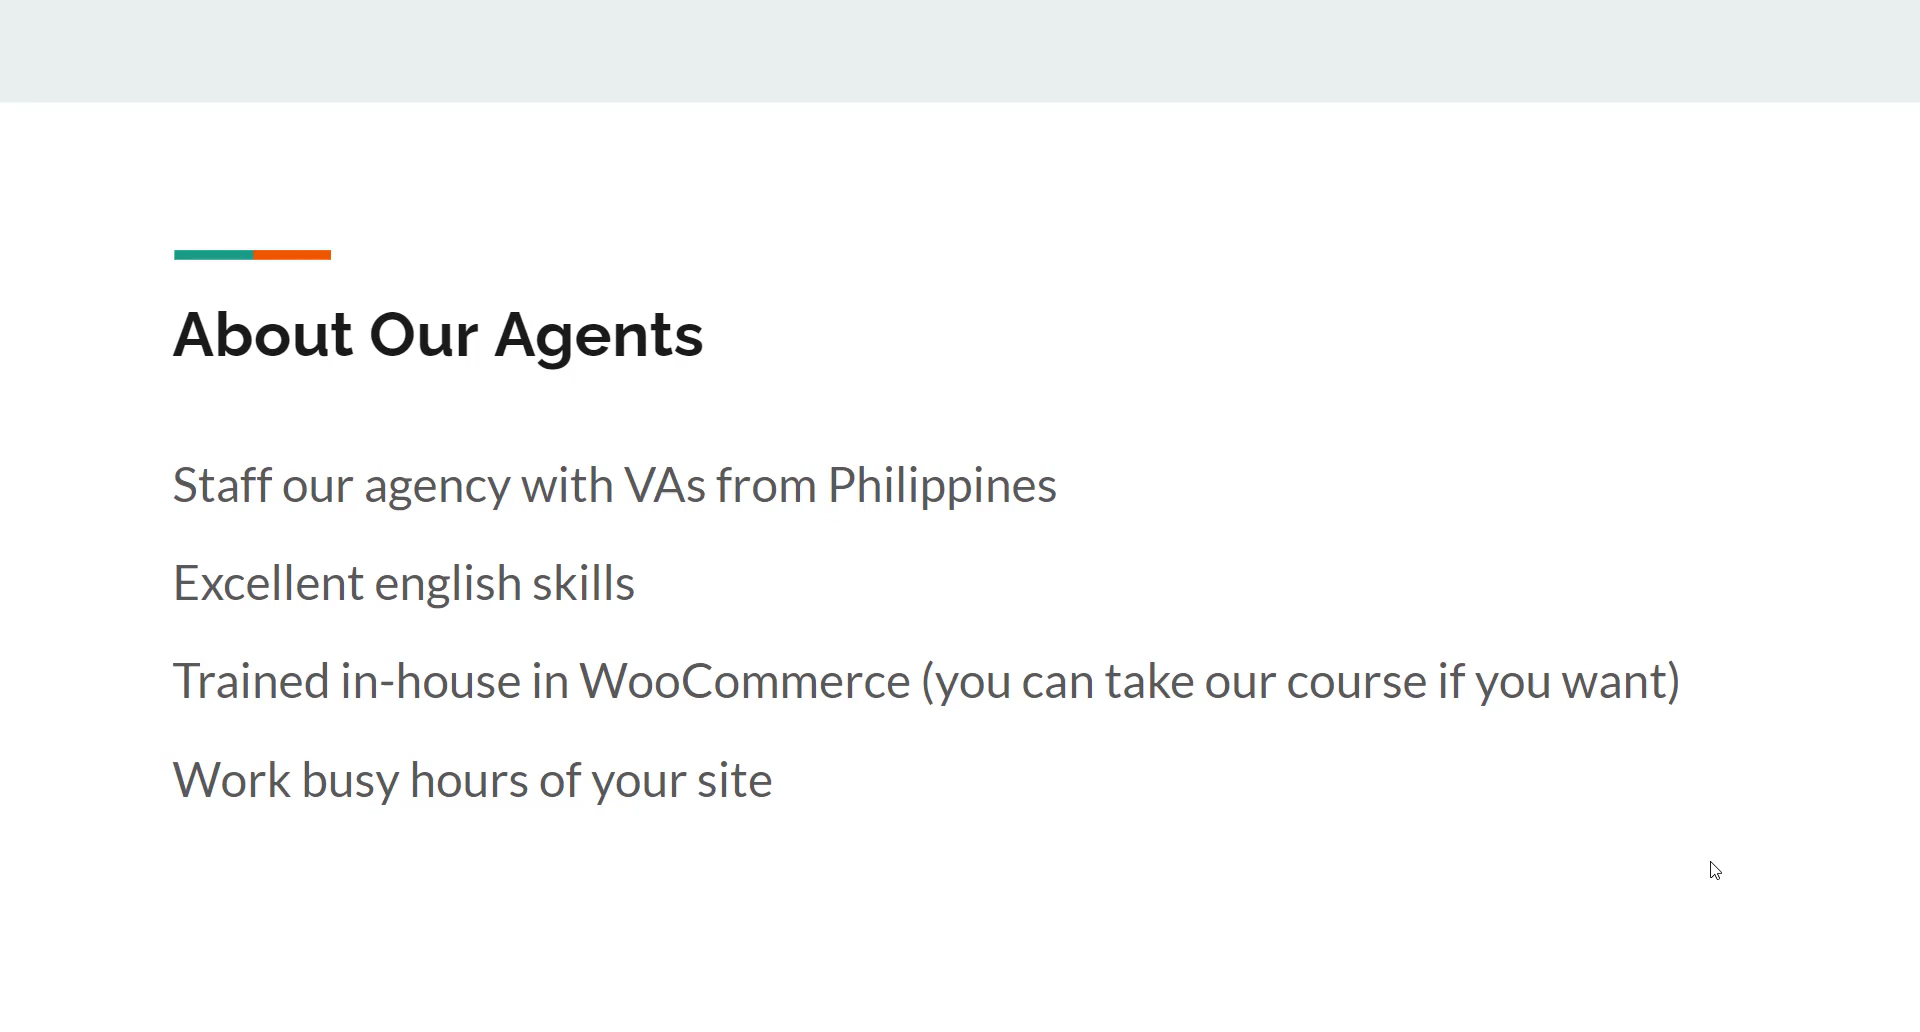 About Our Agents
Staff our agency with VAs from Philippines
Excellent english skills
Trained in-house in WooCommerce (you can take our course if you want)
Work busy hours of your site